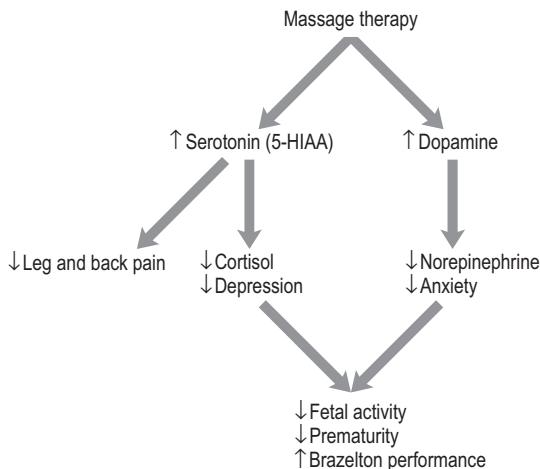 Massage therapy
↑ Serotonin (5-HIAA)
↑ Dopamine
↓ Leg and back pain
↓ Cortisol
↓ Depression
↓ Norepinephrine
↓ Anxiety
↓ Fetal activity
↓ Prematurity
↑ Brazelton performance